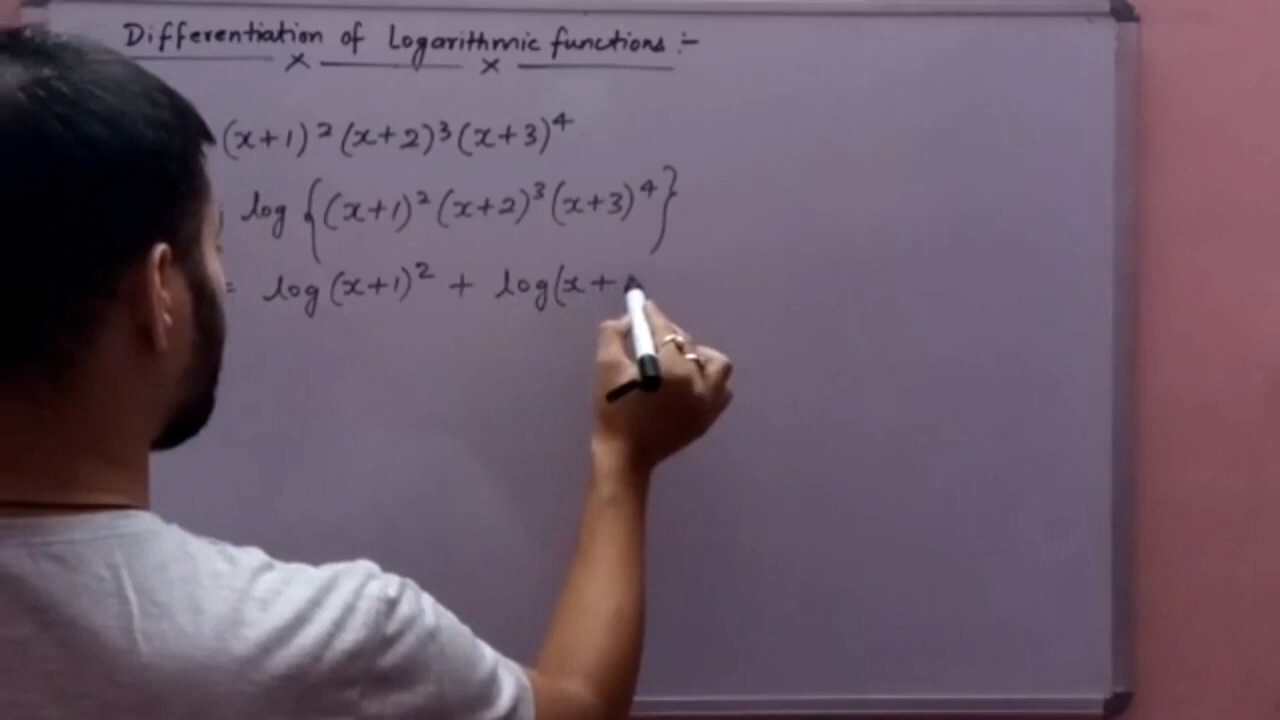 Differentiation of Logarithmic functions :-
(x+1)²(x+2)³(x+3)⁴
log {(x+1)²(x+2)³(x+3)⁴}
= log(x+1)² + log(x+